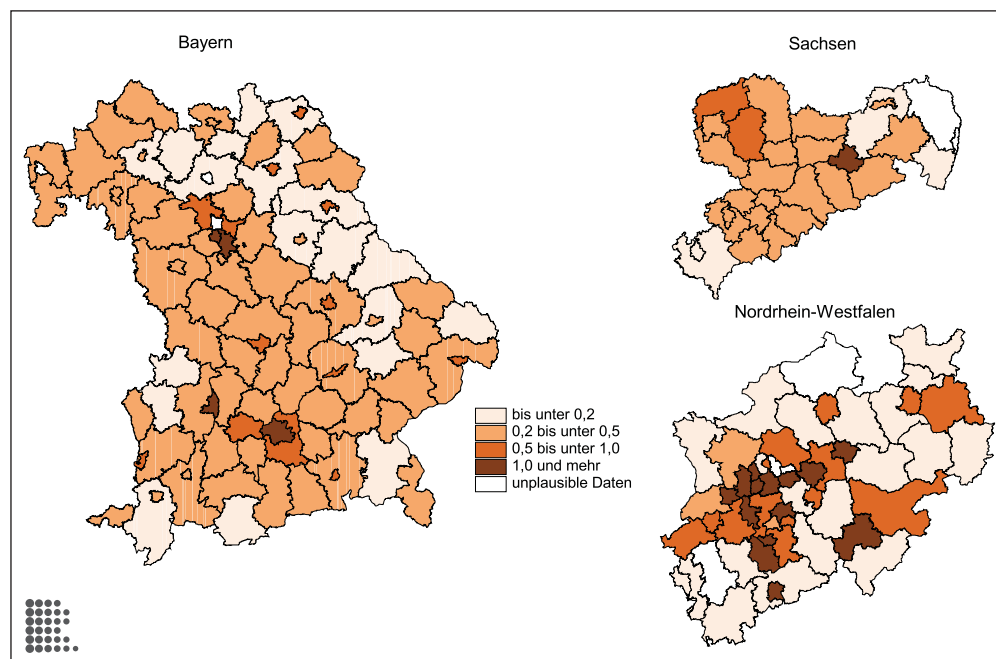 Bayern
Sachsen
Nordrhein-Westfalen
bis unter 0,2
0,2 bis unter 0,5
0,5 bis unter 1,0
1,0 und mehr
unplausible Daten